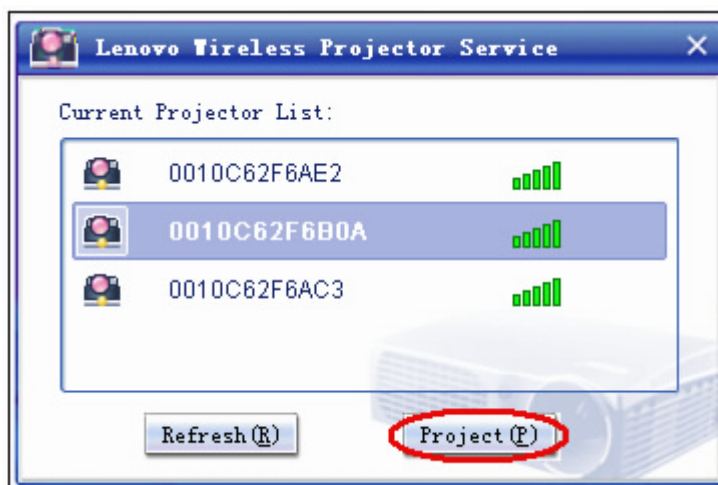 Lenovo Wireless Projector Service
Current Projector List:
0010C62F6AE2
0010C62F6B0A
0010C62F6AC3
Refresh(R) Project(P)